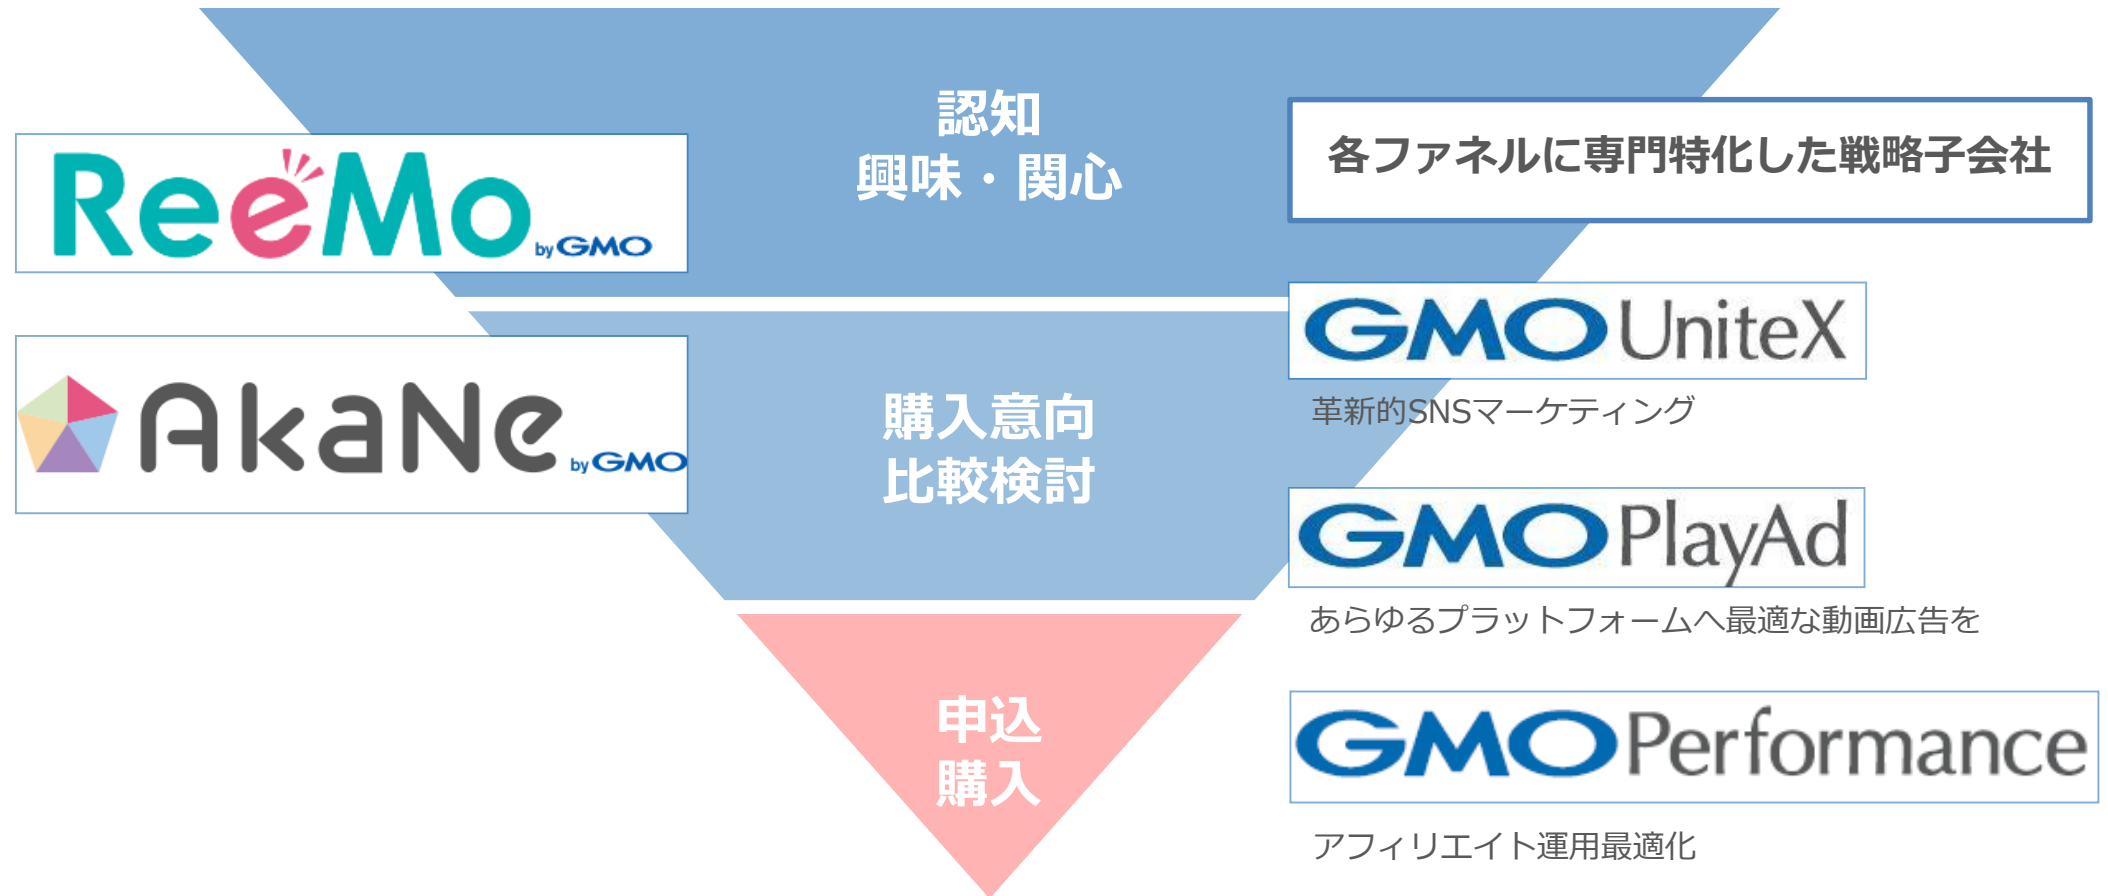 認知
興味・関心
ReeMo by GMO
AkaNe by GMO
購入意向
比較検討
申込
購入
各ファネルに専門特化した戦略子会社
GMO UniteX
革新的SNSマーケティング
GMO PlayAd
あらゆるプラットフォームへ最適な動画広告を
GMO Performance
アフィリエイト運用最適化